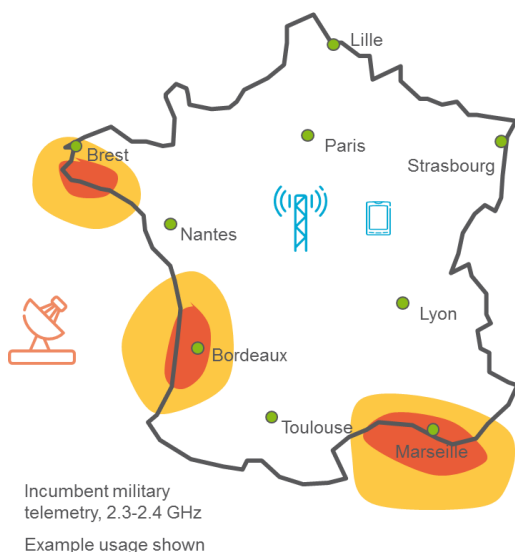 Lille
Paris
Brest
Strasbourg
Nantes
Lyon
Bordeaux
Toulouse
Marseille
Incumbent military
telemetry, 2.3-2.4 GHz
Example usage shown